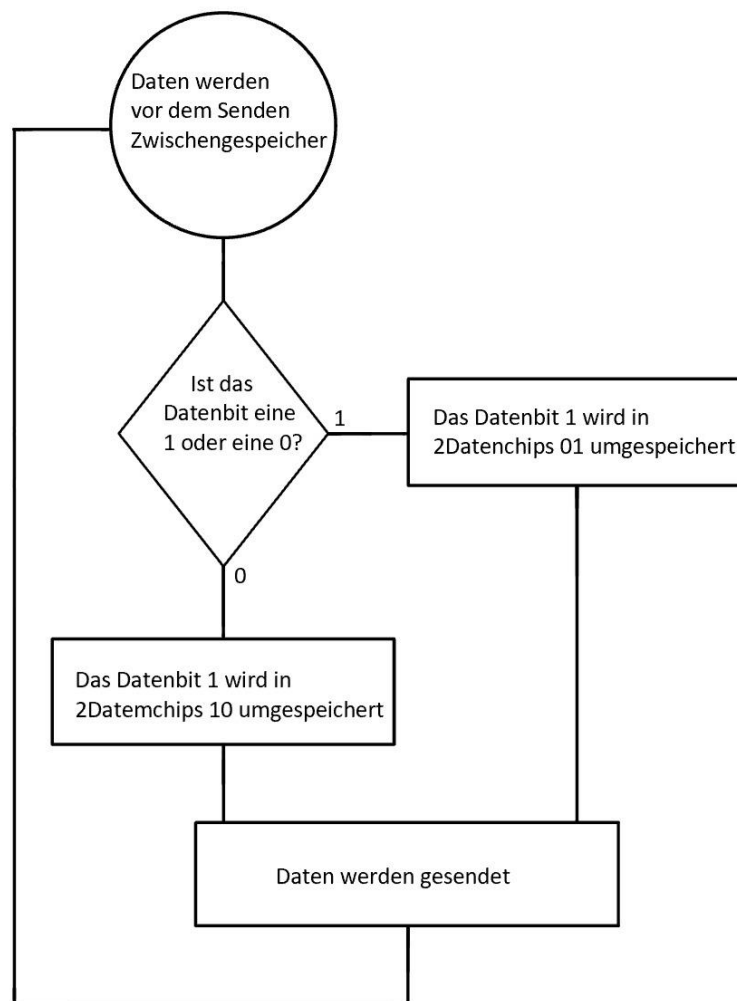 Daten werden
vor dem Senden
Zwischengespeicher
Ist das
Datenbit eine
1 oder eine 0?
1
Das Datenbit 1 wird in
2Datenchips 01 umgespeichert
0
Das Datenbit 1 wird in
2Datemchips 10 umgespeichert
Daten werden gesendet